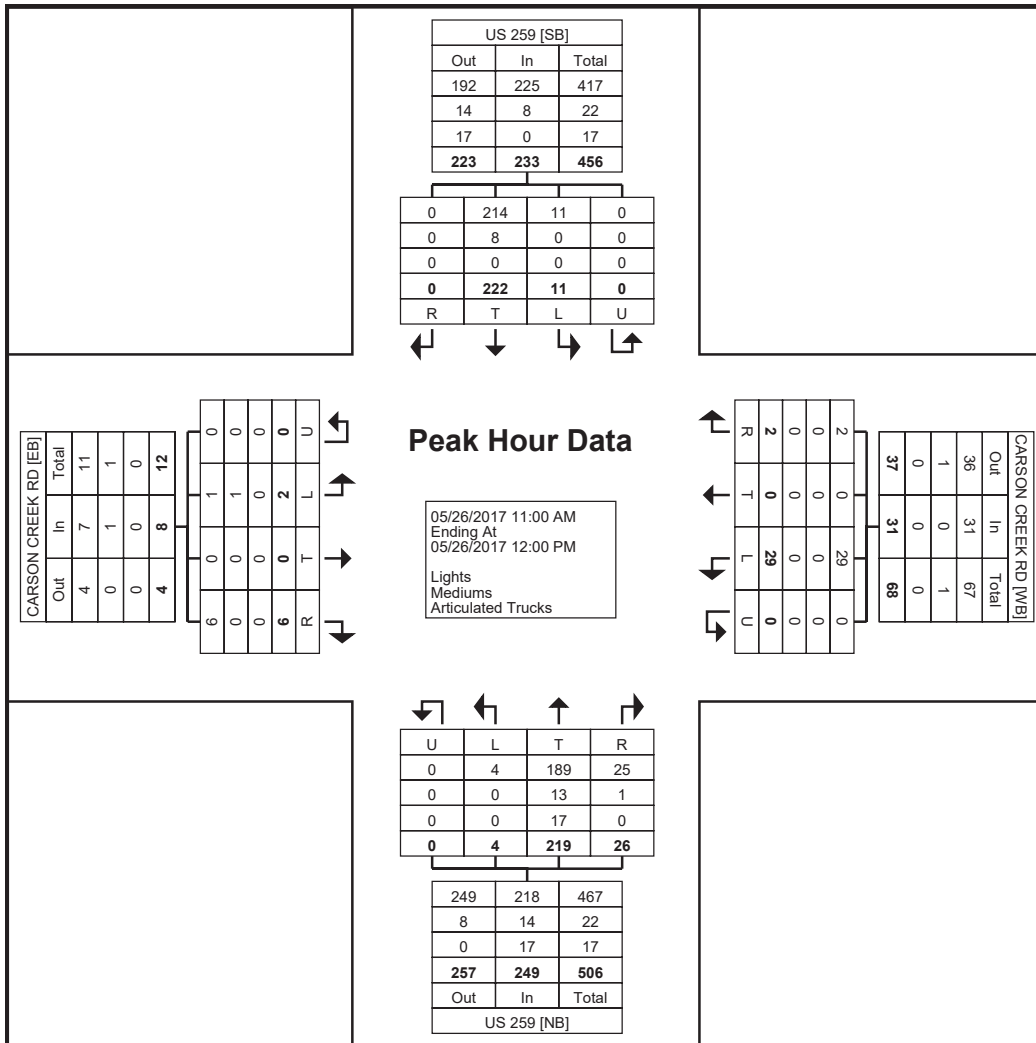 US 259 [SB]
Out In Total
192 225 417
14 8 22
17 0 17
223 233 456
0 214 11 0
0 8 0 0
0 0 0 0
0 222 11 0
R T L U
CARSON CREEK RD [EB]
Total In Out
11 7 4
1 1 0
0 0 0
12 8 4
0 1 0 6
0 1 0 0
0 0 0 0
0 2 0 6
U L T R
Peak Hour Data
05/26/2017 11:00 AM
Ending At
05/26/2017 12:00 PM
Lights
Mediums
Articulated Trucks
CARSON CREEK RD [WB]
Out In Total
36 31 67
1 0 1
0 0 0
37 31 68
2 0 29 0
0 0 0 0
0 0 0 0
2 0 29 0
R T L U
U L T R
0 4 189 25
0 0 13 1
0 0 17 0
0 4 219 26
249 218 467
8 14 22
0 17 17
257 249 506
Out In Total
US 259 [NB]